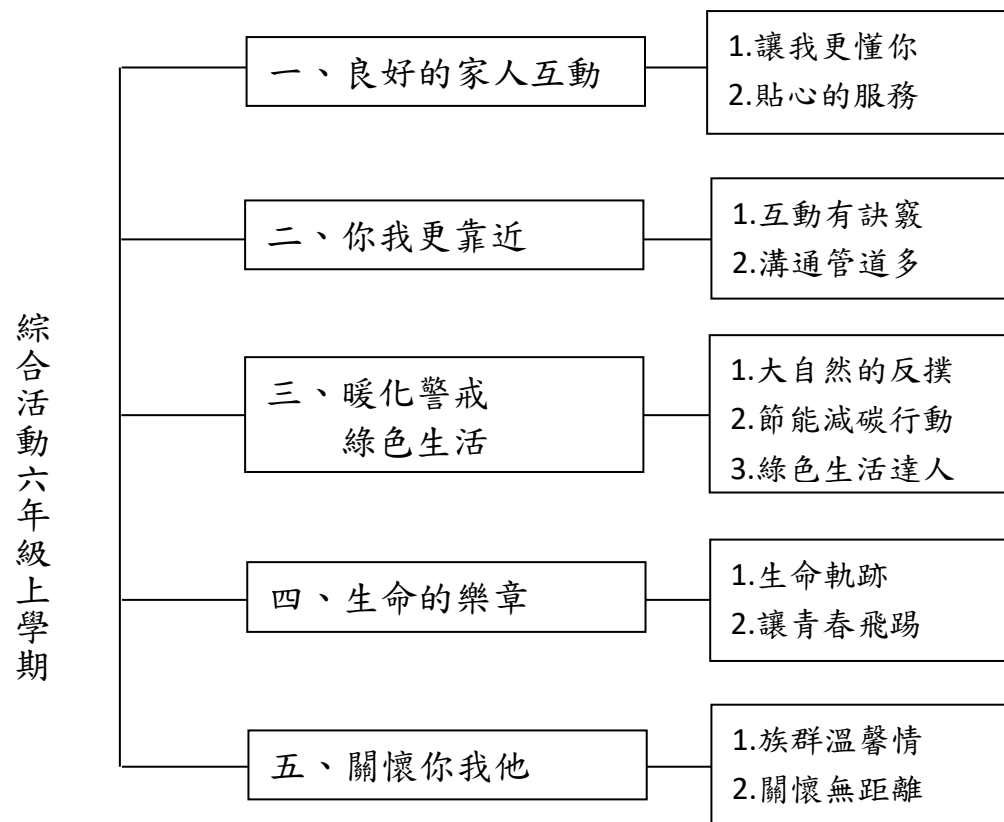 綜合活動六年級上學期
一、良好的家人互動
1.讓我更懂你
2.貼心的服務
二、你我更靠近
1.互動有訣竅
2.溝通管道多
三、暖化警戒
綠色生活
1.大自然的反撲
2.節能減碳行動
3.綠色生活達人
四、生命的樂章
1.生命軌跡
2.讓青春飛踢
五、關懷你我他
1.族群溫馨情
2.關懷無距離